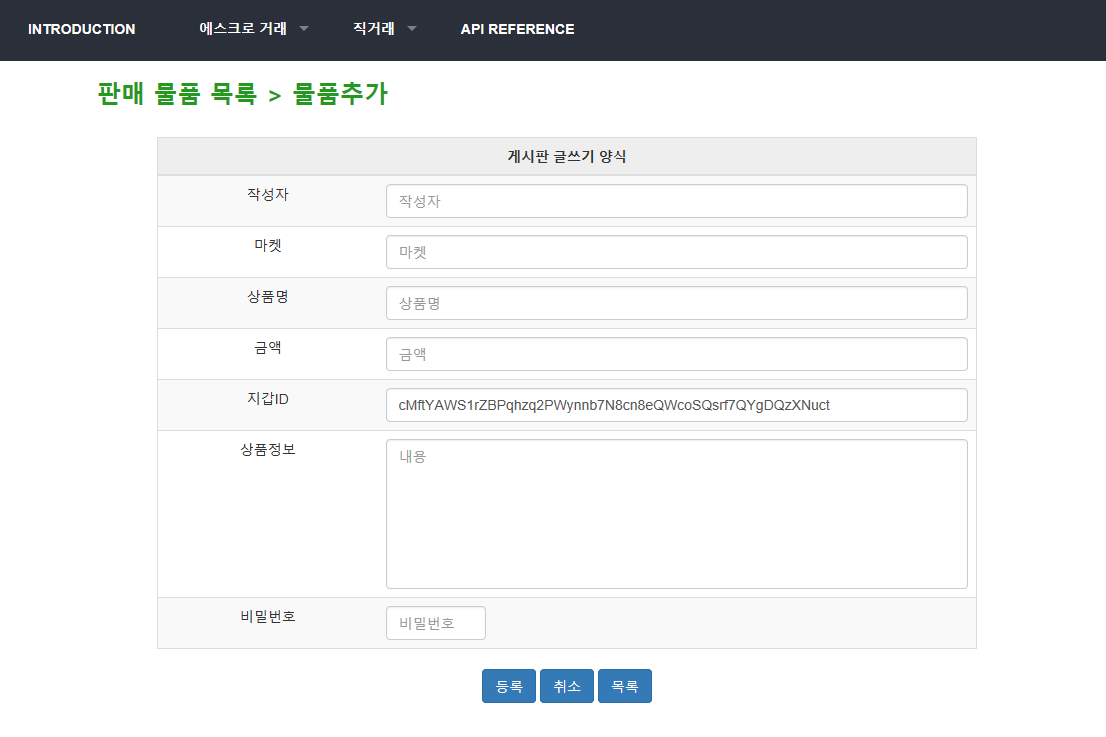 INTRODUCTION 에스크로 거래 직거래 API REFERENCE
판매 물품 목록 > 물품추가
게시판 글쓰기 양식
작성자 작성자
마켓 마켓
상품명 상품명
금액 금액
지갑ID cMftYAWS1rZBPqhzq2PWynnb7N8cn8eQWcoSQsrf7QYgDQzXNuct
상품정보 내용
비밀번호 비밀번호
등록 취소 목록